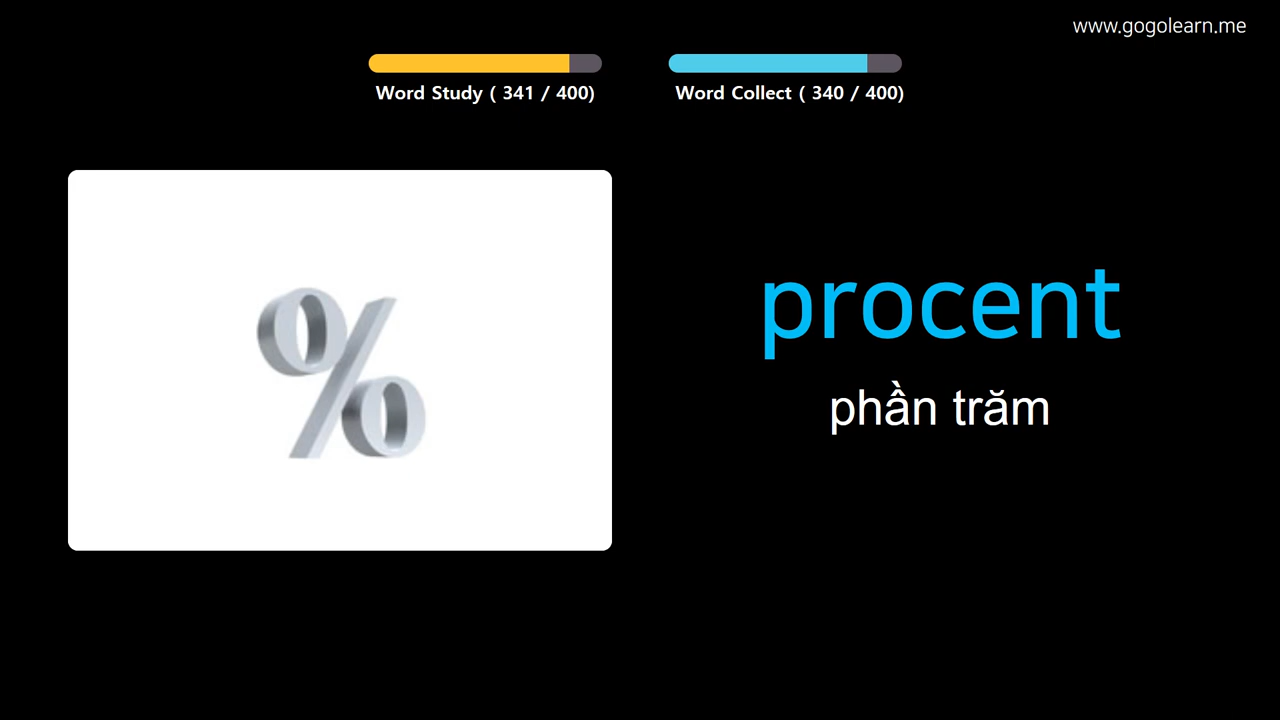 www.gogolearn.me
Word Study ( 341 / 400)
Word Collect ( 340 / 400)
%
procent
phần trăm